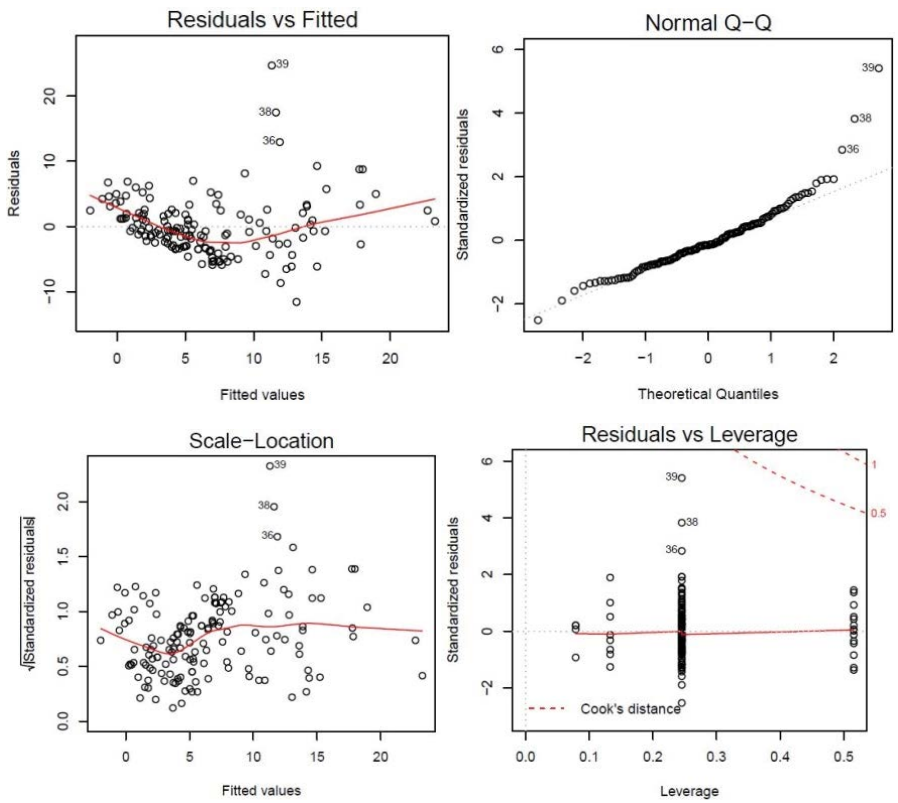 Residuals vs Fitted
Residuals
20
10
0
−10
39
38
36
0 5 10 15 20
Fitted values
Normal Q−Q
Standardized residuals
6
4
2
0
−2
39
38
36
−2 −1 0 1 2
Theoretical Quantiles
Scale−Location
√|Standardized residuals|
2.0
1.5
1.0
0.5
0.0
39
38
36
0 5 10 15 20
Fitted values
Residuals vs Leverage
Standardized residuals
6
4
2
0
−2
39
38
36
1
0.5
Cook's distance
0.0 0.1 0.2 0.3 0.4 0.5
Leverage